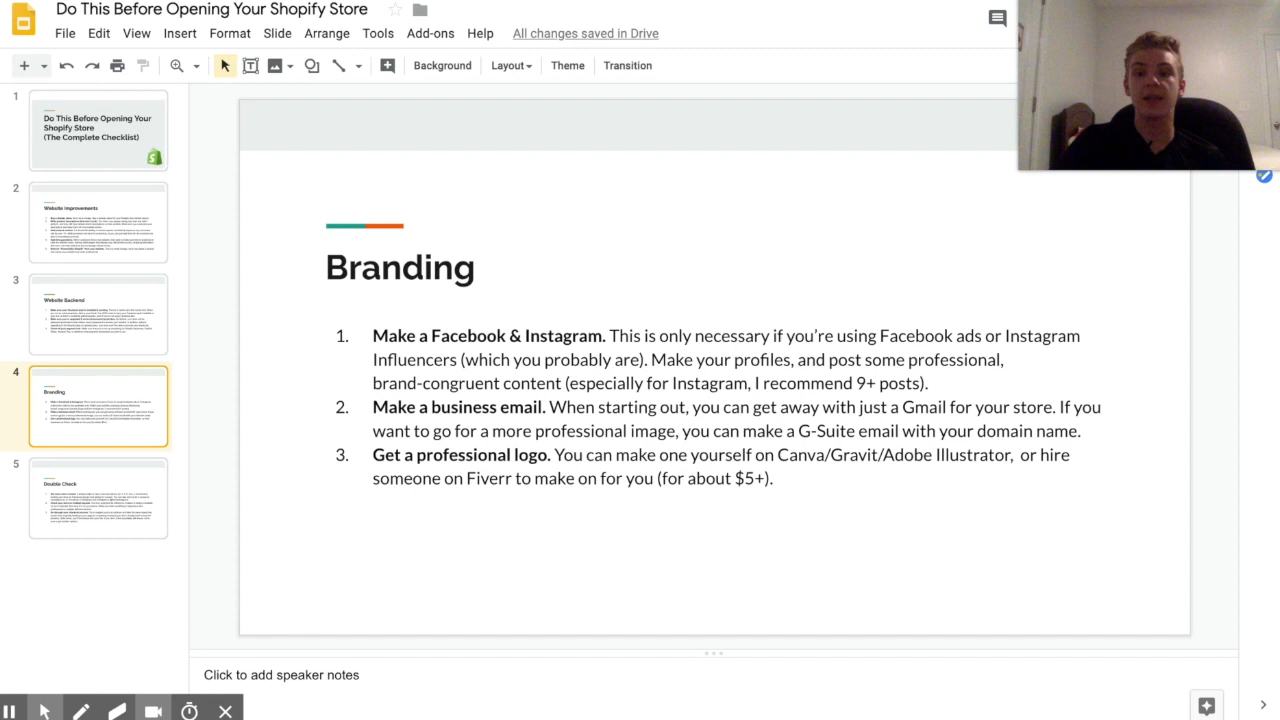 Do This Before Opening Your Shopify Store
File Edit View Insert Format Slide Arrange Tools Add-ons Help All changes saved in Drive
Background Layout Theme Transition
1
Do This Before Opening Your
Shopify Store
(The Complete Checklist)
2
Website Improvements
3
Website Backend
4
Branding
5
Double Check
Branding
1. Make a Facebook & Instagram. This is only necessary if you’re using Facebook ads or Instagram
Influencers (which you probably are). Make your profiles, and post some professional,
brand-congruent content (especially for Instagram, I recommend 9+ posts).
2. Make a business email. When starting out, you can get away with just a Gmail for your store. If you
want to go for a more professional image, you can make a G-Suite email with your domain name.
3. Get a professional logo. You can make one yourself on Canva/Gravit/Adobe Illustrator, or hire
someone on Fiverr to make on for you (for about $5+).
Click to add speaker notes